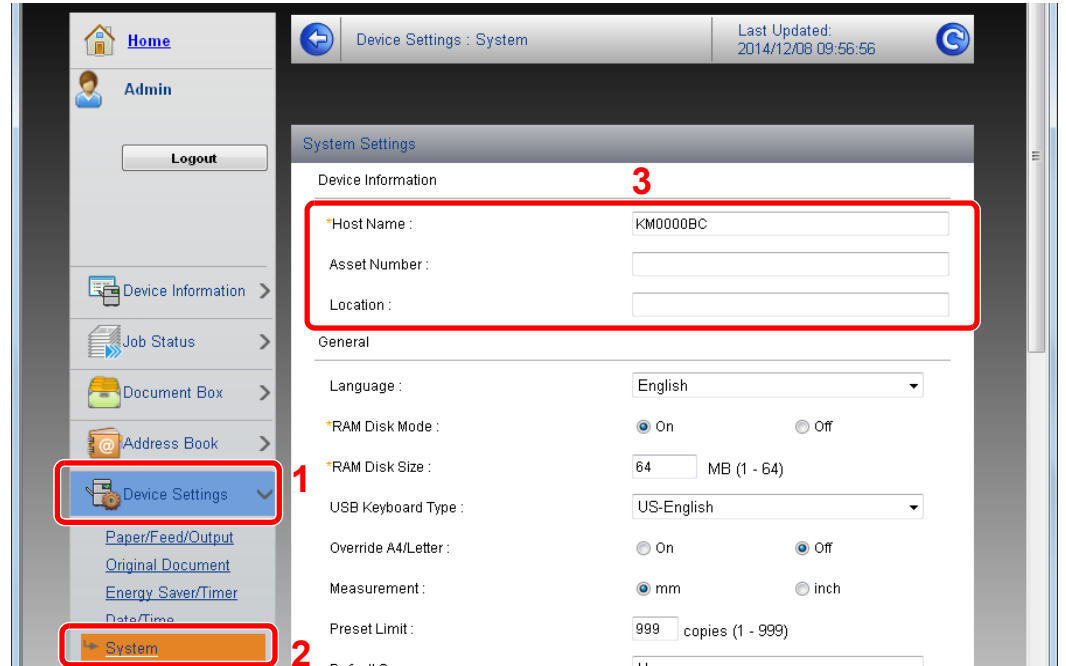 Home
Admin
Logout
Device Information
Job Status
Document Box
Address Book
Device Settings
1
Paper/Feed/Output
Original Document
Energy Saver/Timer
Date/Time
System
2
Device Settings : System
Last Updated:
2014/12/08 09:56:56
System Settings
Device Information
3
*Host Name : KM0000BC
Asset Number :
Location :
General
Language : English
*RAM Disk Mode : On Off
*RAM Disk Size : 64 MB (1 - 64)
USB Keyboard Type : US-English
Override A4/Letter : On Off
Measurement : mm inch
Preset Limit : 999 copies (1 - 999)